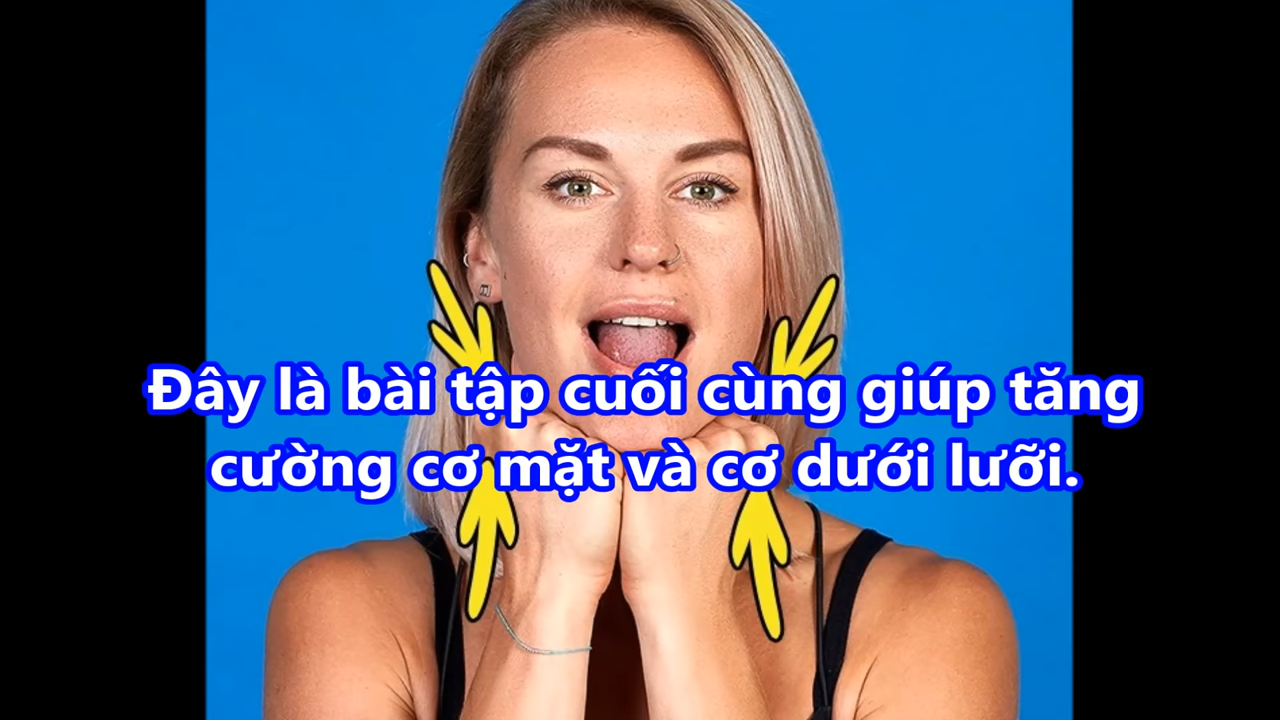 Đây là bài tập cuối cùng giúp tăng
cường cơ mặt và cơ dưới lưỡi.